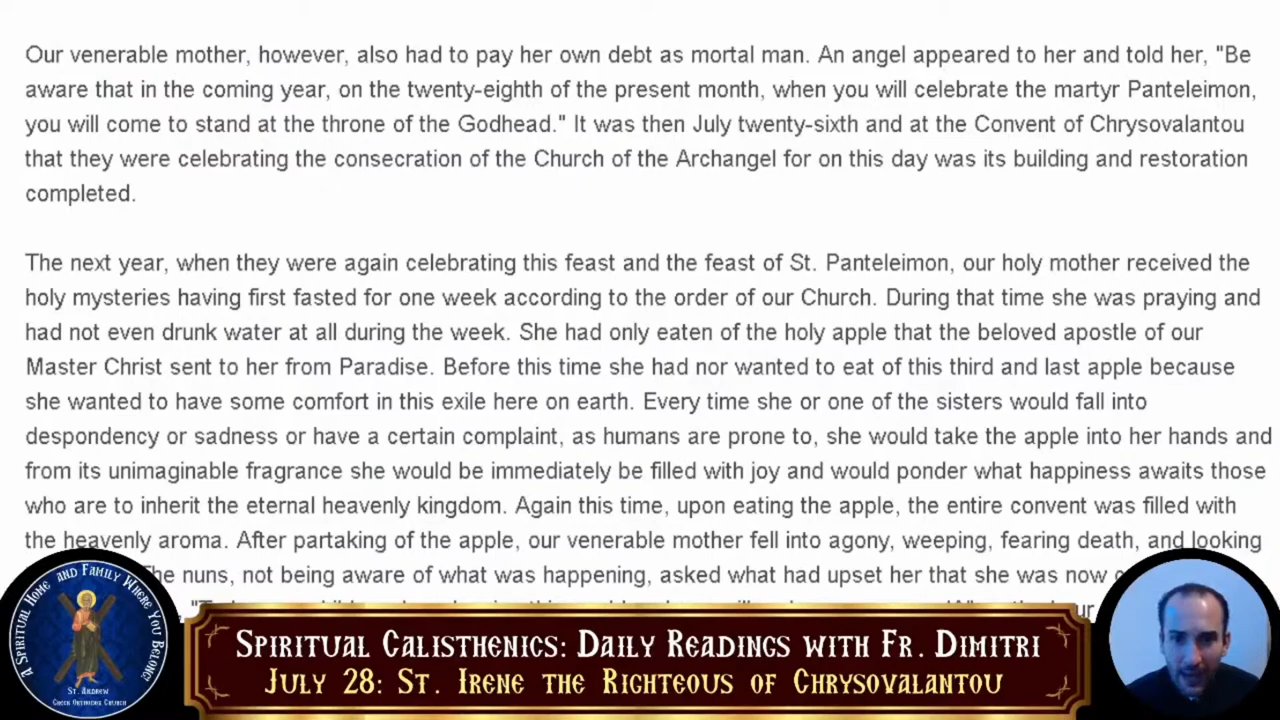 Our venerable mother, however, also had to pay her own debt as mortal man. An angel appeared to her and told her, "Be
aware that in the coming year, on the twenty-eighth of the present month, when you will celebrate the martyr Panteleimon,
you will come to stand at the throne of the Godhead." It was then July twenty-sixth and at the Convent of Chrysovalantou
that they were celebrating the consecration of the Church of the Archangel for on this day was its building and restoration
completed.
The next year, when they were again celebrating this feast and the feast of St. Panteleimon, our holy mother received the
holy mysteries having first fasted for one week according to the order of our Church. During that time she was praying and
had not even drunk water at all during the week. She had only eaten of the holy apple that the beloved apostle of our
Master Christ sent to her from Paradise. Before this time she had nor wanted to eat of this third and last apple because
she wanted to have some comfort in this exile here on earth. Every time she or one of the sisters would fall into
despondency or sadness or have a certain complaint, as humans are prone to, she would take the apple into her hands and
from its unimaginable fragrance she would be immediately be filled with joy and would ponder what happiness awaits those
who are to inherit the eternal heavenly kingdom. Again this time, upon eating the apple, the entire convent was filled with
the heavenly aroma. After partaking of the apple, our venerable mother fell into agony, weeping, fearing death, and looking
The nuns, not being aware of what was happening, asked what had upset her that she was now
A Spiritual Home and Family Where You Belong!
St. Andrew
Greek Orthodox Church
Spiritual Calisthenics: Daily Readings with Fr. Dimitri
July 28: St. Irene the Righteous of Chrysovalantou